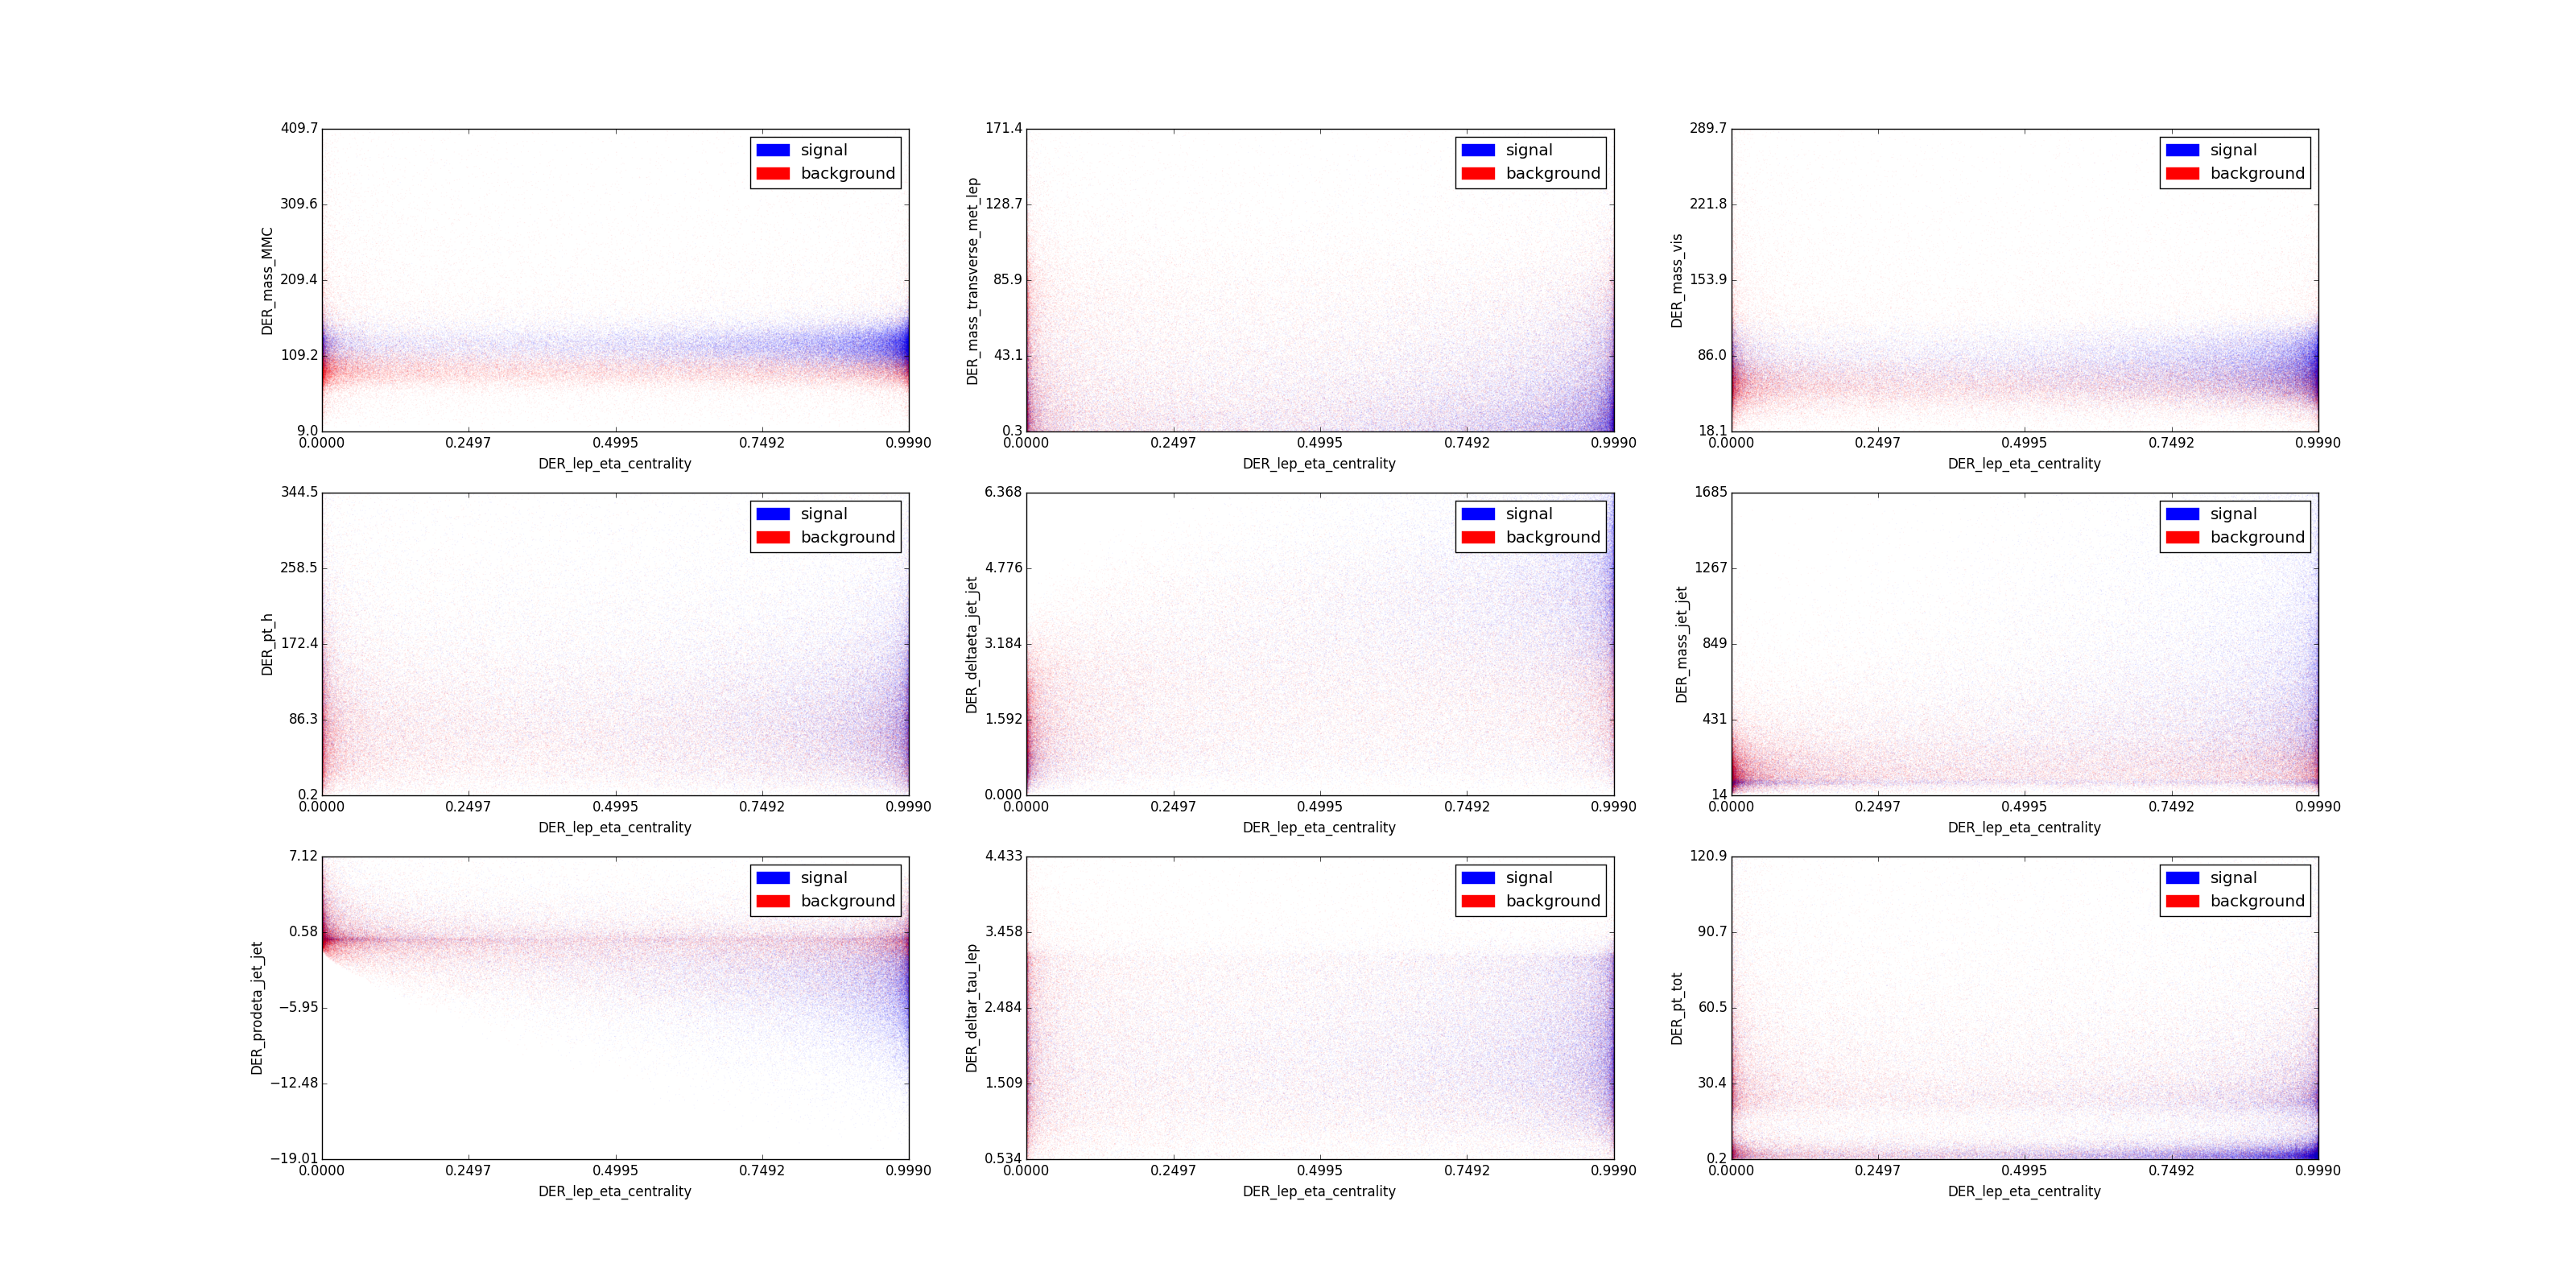 409.7
309.6
209.4
109.2
9.0
DER_mass_MMC
0.0000 0.2497 0.4995 0.7492 0.9990
DER_lep_eta_centrality
signal
background
171.4
128.7
85.9
43.1
0.3
DER_mass_transverse_met_lep
0.0000 0.2497 0.4995 0.7492 0.9990
DER_lep_eta_centrality
signal
background
289.7
221.8
153.9
86.0
18.1
DER_mass_vis
0.0000 0.2497 0.4995 0.7492 0.9990
DER_lep_eta_centrality
signal
background
344.5
258.5
172.4
86.3
0.2
DER_pt_h
0.0000 0.2497 0.4995 0.7492 0.9990
DER_lep_eta_centrality
signal
background
6.368
4.776
3.184
1.592
0.000
DER_deltaeta_jet_jet
0.0000 0.2497 0.4995 0.7492 0.9990
DER_lep_eta_centrality
signal
background
1685
1267
849
431
14
DER_mass_jet_jet
0.0000 0.2497 0.4995 0.7492 0.9990
DER_lep_eta_centrality
signal
background
7.12
0.58
−5.95
−12.48
−19.01
DER_prodeta_jet_jet
0.0000 0.2497 0.4995 0.7492 0.9990
DER_lep_eta_centrality
signal
background
4.433
3.458
2.484
1.509
0.534
DER_deltar_tau_lep
0.0000 0.2497 0.4995 0.7492 0.9990
DER_lep_eta_centrality
signal
background
120.9
90.7
60.5
30.4
0.2
DER_pt_tot
0.0000 0.2497 0.4995 0.7492 0.9990
DER_lep_eta_centrality
signal
background